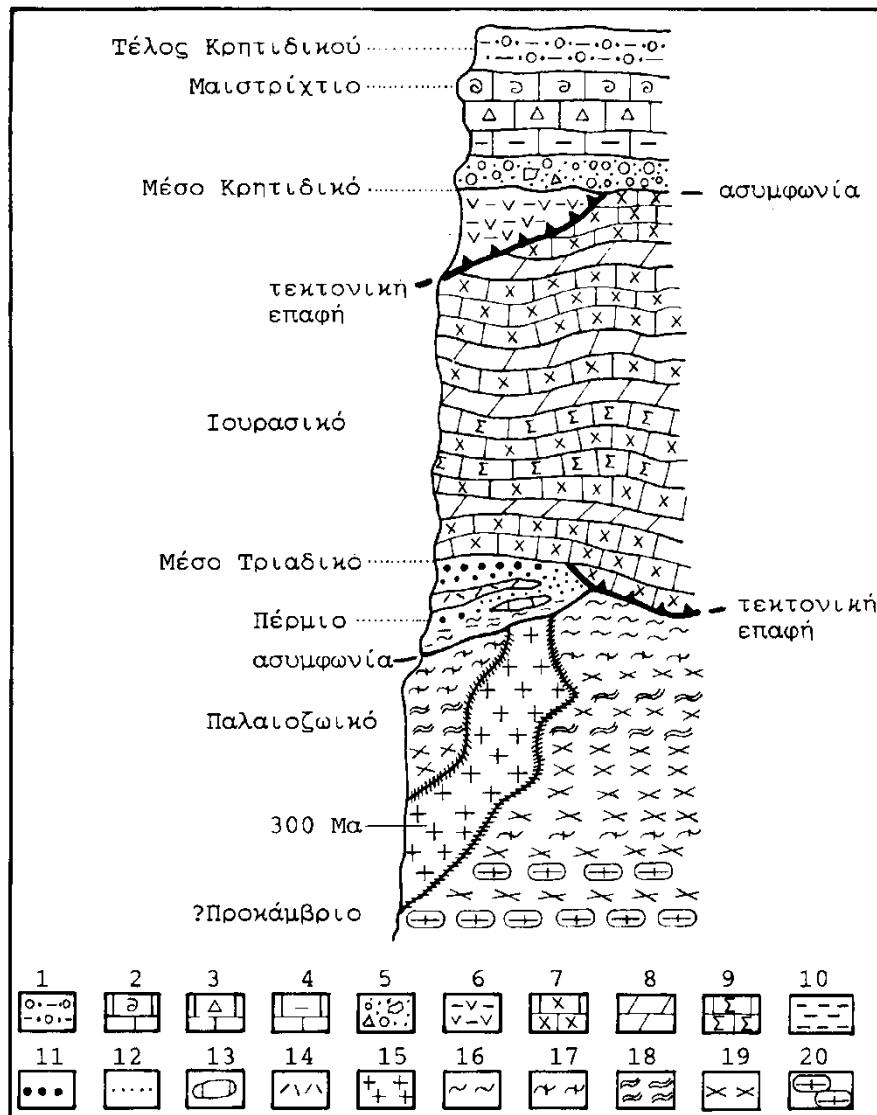 Τέλος Κρητιδικού
Μαιστρίχτιο
Μέσο Κρητιδικό
ασυμφωνία
τεκτονική
επαφή
Ιουρασικό
Μέσο Τριαδικό
Πέρμιο
τεκτονική
επαφή
ασυμφωνία
Παλαιοζωικό
300 Μα
?Προκάμβριο
1 2 3 4 5 6 7 8 9 10
11 12 13 14 15 16 17 18 19 20